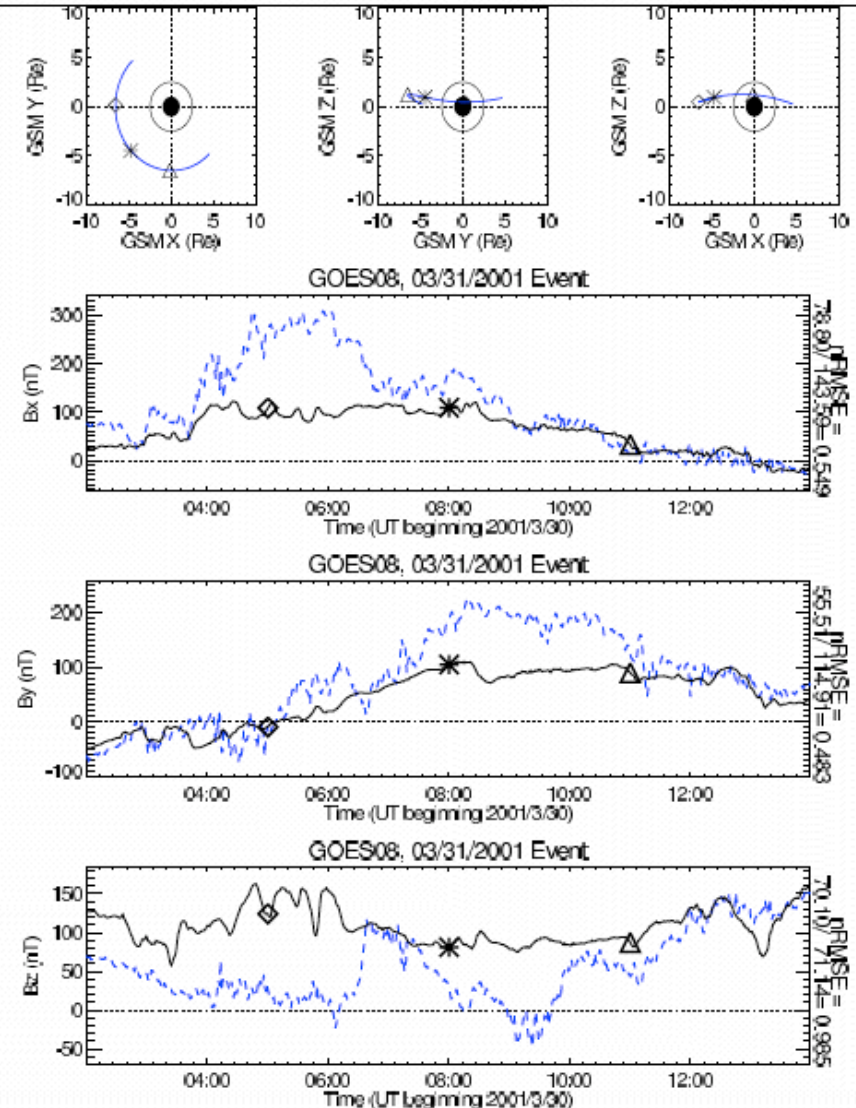 10 10 10
5 5 5
0 0 0
-5 -5 -5
-10 -10 -10
GSM Y (Re) GSM Z (Re) GSM Z (Re)
-10 -5 0 5 10 -10 -5 0 5 10 -10 -5 0 5 10
GSM X (Re) GSM Y (Re) GSM X (Re)
GOES08, 03/31/2001 Event
300
200
100
0
Bx (nT)
nRMSE =
78.80/ 143.59= 0.549
04:00 06:00 08:00 10:00 12:00
Time (UT beginning 2001/3/30)
GOES08, 03/31/2001 Event
200
100
0
-100
By (nT)
nRMSE =
55.51/ 114.91= 0.483
04:00 06:00 08:00 10:00 12:00
Time (UT beginning 2001/3/30)
GOES08, 03/31/2001 Event
150
100
50
0
-50
Bz (nT)
nRMSE =
70.10/ 71.14= 0.985
04:00 06:00 08:00 10:00 12:00
Time (UT beginning 2001/3/30)